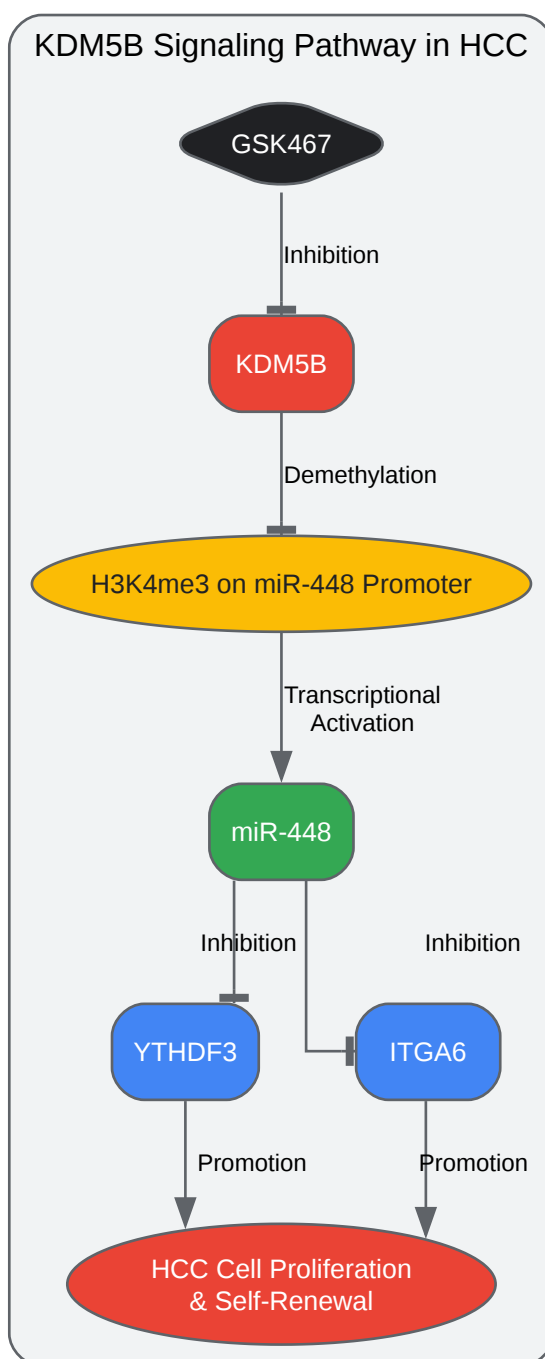 KDM5B Signaling Pathway in HCC
GSK467
Inhibition
KDM5B
Demethylation
H3K4me3 on miR-448 Promoter
Transcriptional
Activation
miR-448
Inhibition
Inhibition
YTHDF3
ITGA6
Promotion
Promotion
HCC Cell Proliferation
& Self-Renewal